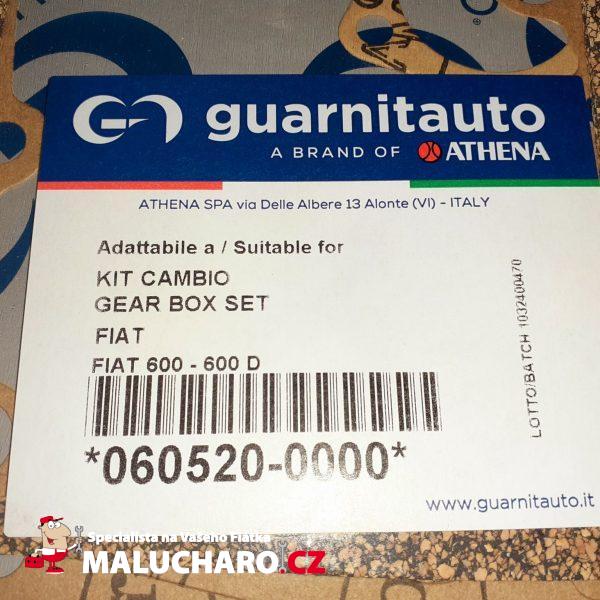 guarnitauto
A BRAND OF ATHENA
ATHENA SPA via Delle Albere 13 Alonte (VI) - ITALY
Adattabile a / Suitable for
KIT CAMBIO
GEAR BOX SET
FIAT
FIAT 600 - 600 D
*060520-0000*
LOTTO/BATCH 1032400470
www.guarnitauto.it
Specialista na Vašeho Fiatka
MALUCHARO.CZ